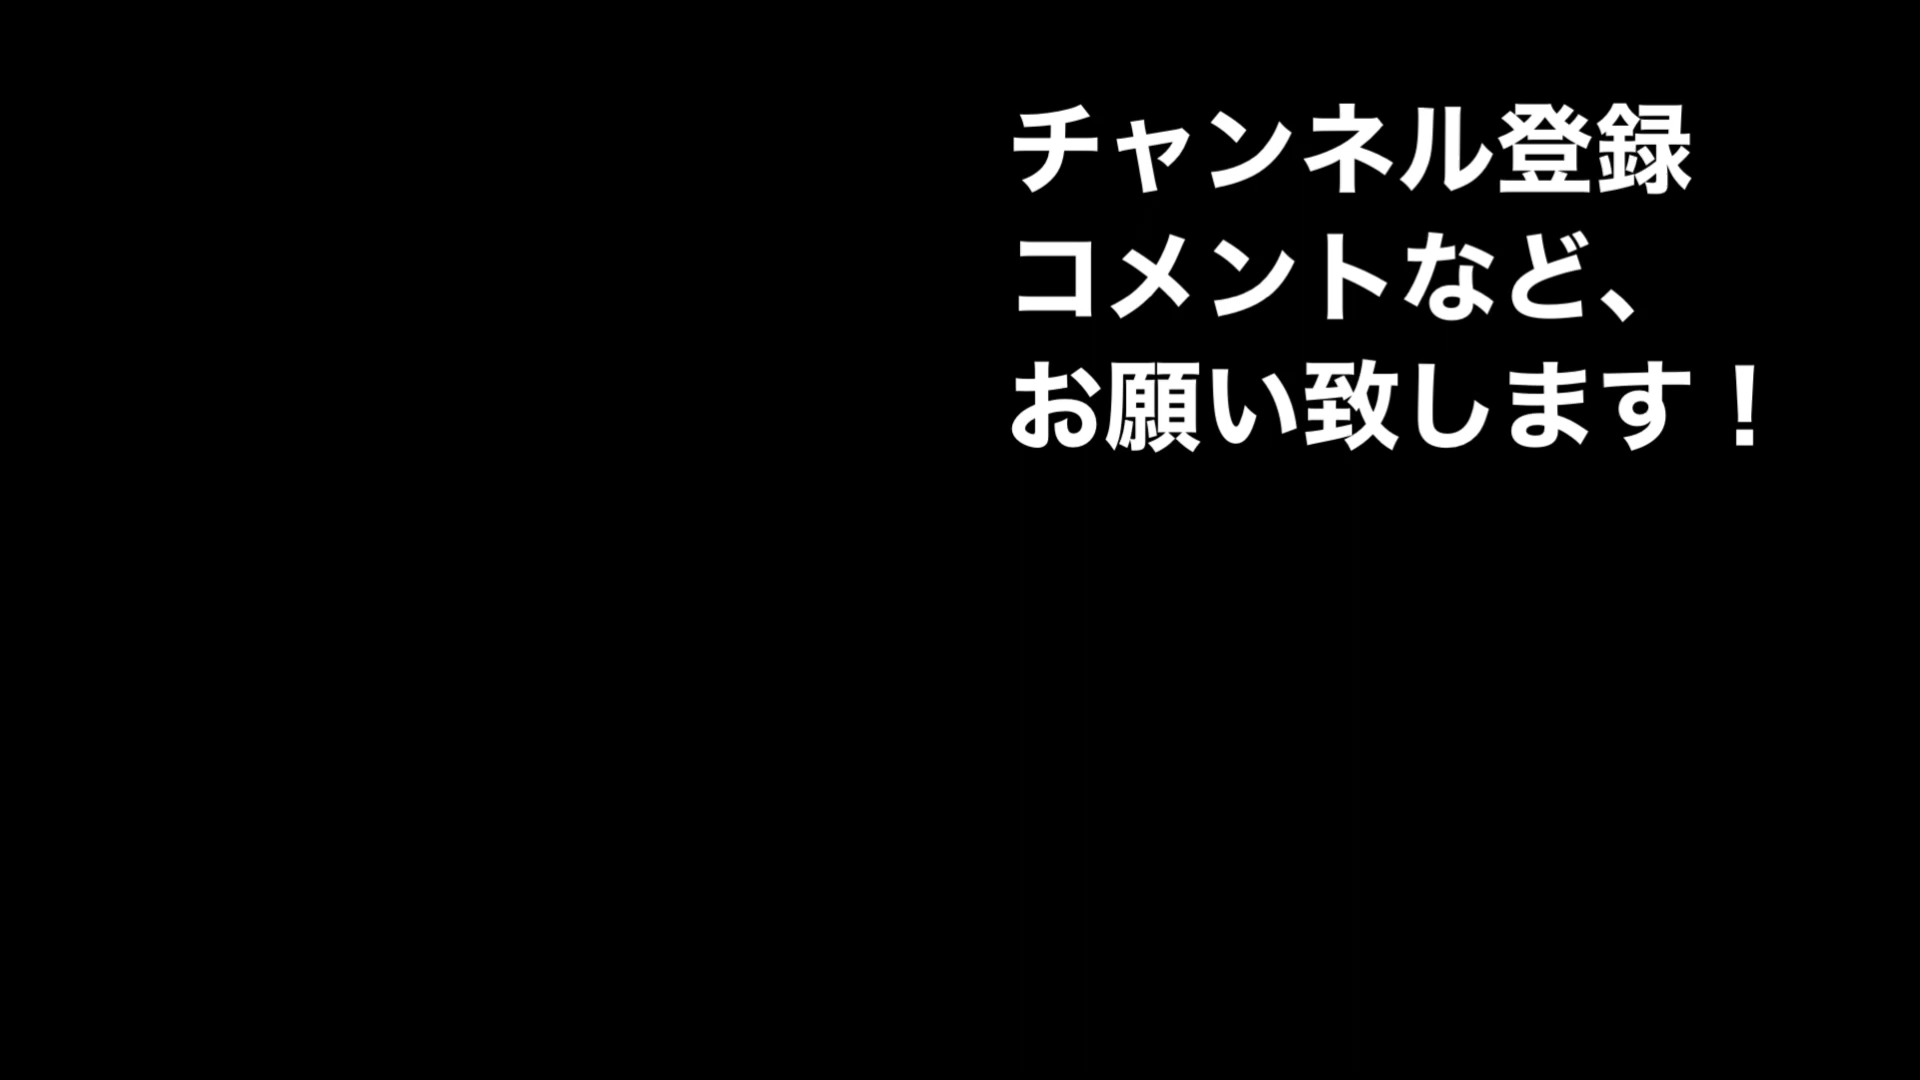 チャンネル登録
コメントなど、
お願い致します！